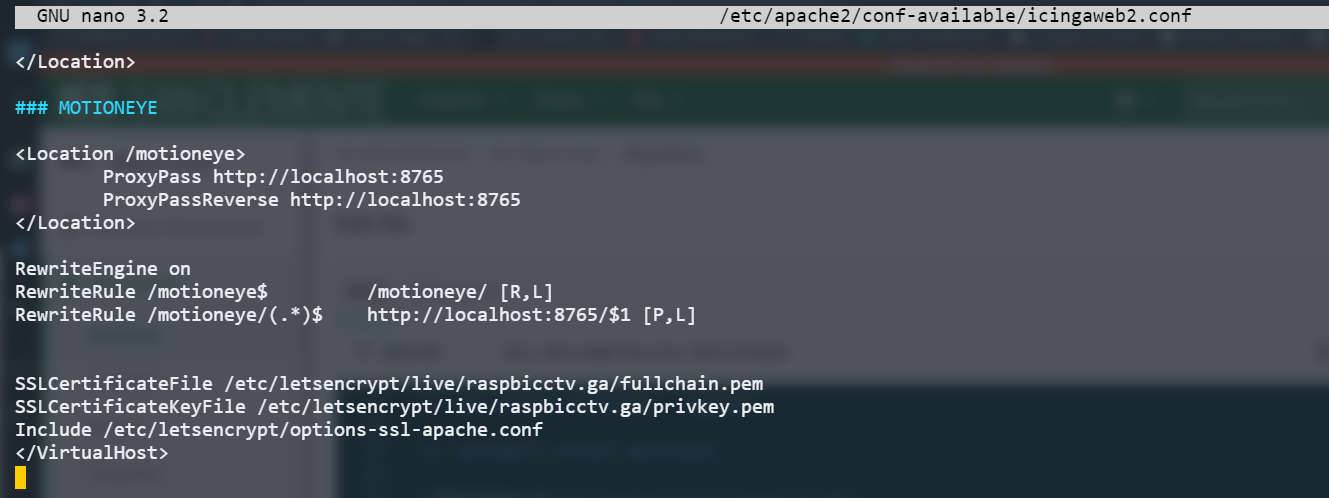 GNU nano 3.2 /etc/apache2/conf-available/icingaweb2.conf
</Location>
### MOTIONEYE
<Location /motioneye>
ProxyPass http://localhost:8765
ProxyPassReverse http://localhost:8765
</Location>
RewriteEngine on
RewriteRule /motioneye$ /motioneye/ [R,L]
RewriteRule /motioneye/(.*)$ http://localhost:8765/$1 [P,L]
SSLCertificateFile /etc/letsencrypt/live/raspbicctv.ga/fullchain.pem
SSLCertificateKeyFile /etc/letsencrypt/live/raspbicctv.ga/privkey.pem
Include /etc/letsencrypt/options-ssl-apache.conf
</VirtualHost>